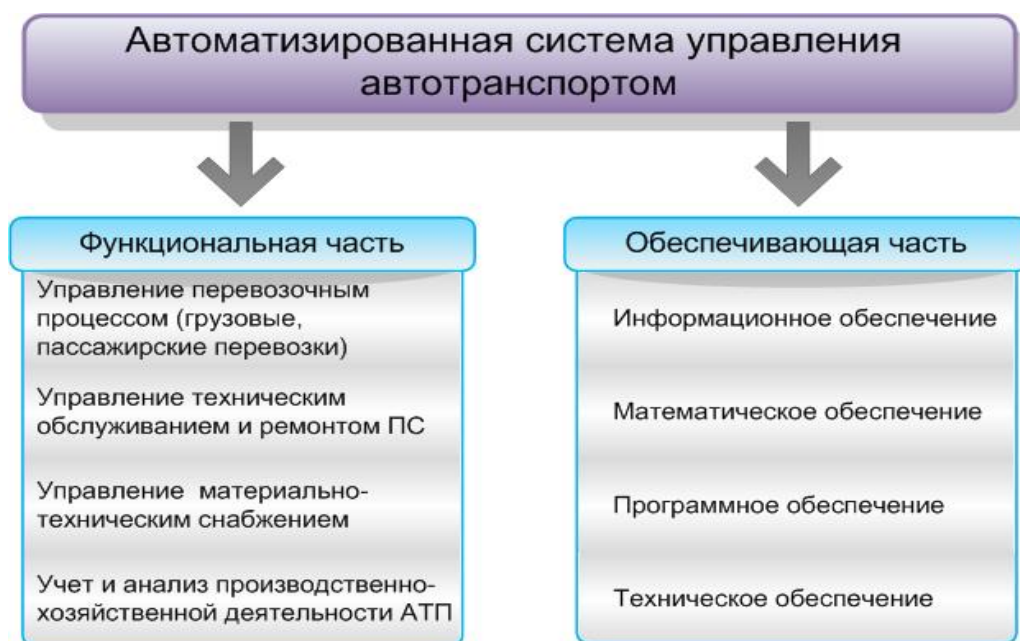 Автоматизированная система управления
автотранспортом
Функциональная часть
Управление перевозочным
процессом (грузовые,
пассажирские перевозки)
Управление техническим
обслуживанием и ремонтом ПС
Управление материально-
техническим снабжением
Учет и анализ производственно-
хозяйственной деятельности АТП
Обеспечивающая часть
Информационное обеспечение
Математическое обеспечение
Программное обеспечение
Техническое обеспечение